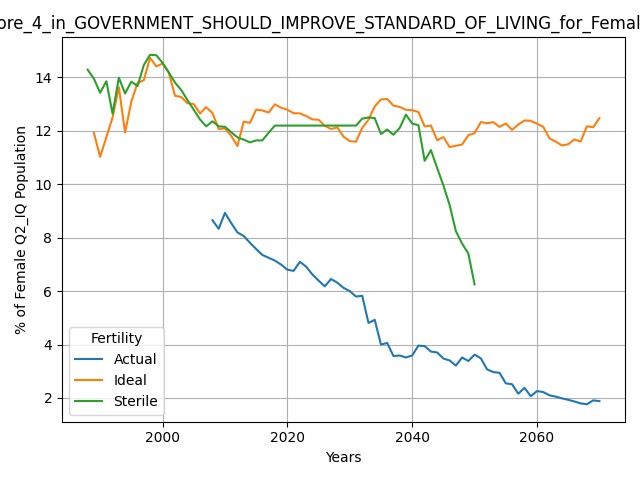 ore_4_in_GOVERNMENT_SHOULD_IMPROVE_STANDARD_OF_LIVING_for_Femal
% of Female Q2_IQ Population
14
12
10
8
6
4
2
Fertility
Actual
Ideal
Sterile
2000
2020
2040
2060
Years